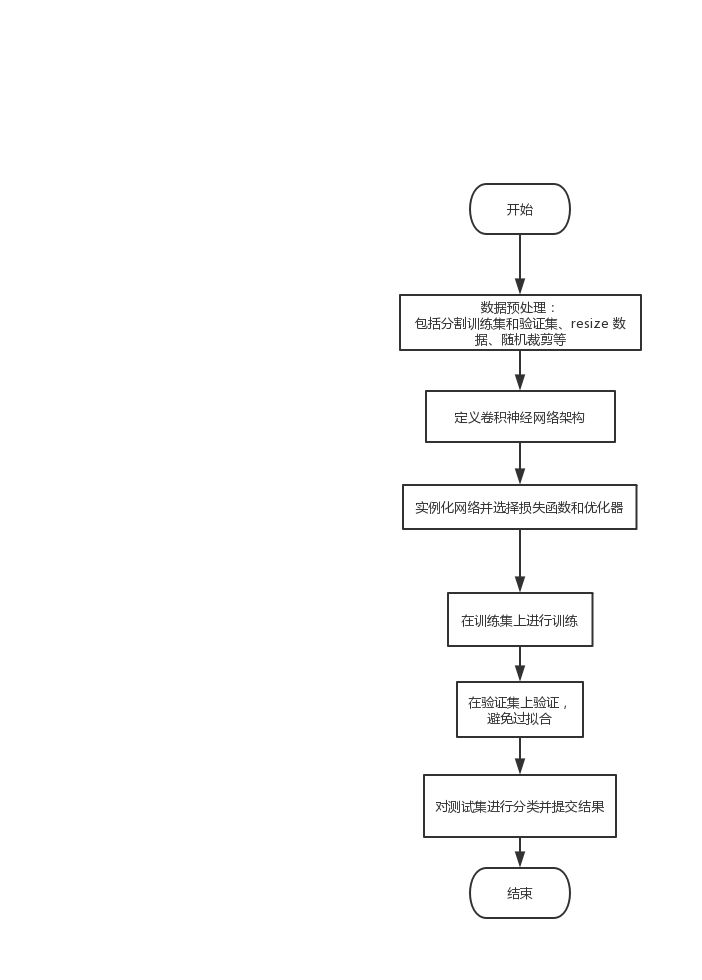 开始
数据预处理：
包括分割训练集和验证集、resize 数
据、随机裁剪等
定义卷积神经网络架构
实例化网络并选择损失函数和优化器
在训练集上进行训练
在验证集上验证，
避免过拟合
对测试集进行分类并提交结果
结束